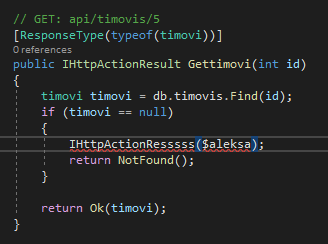 // GET: api/timovis/5
[ResponseType(typeof(timovi))]
0 references
public IHttpActionResult Gettimovi(int id)
{
timovi timovi = db.timovis.Find(id);
if (timovi == null)
{
IHttpActionResssss($aleksa);
return NotFound();
}
return Ok(timovi);
}